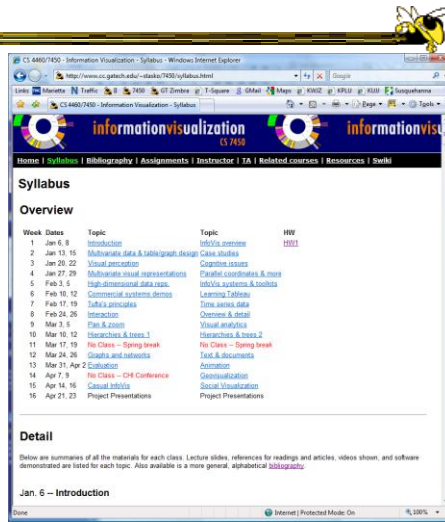 CS 4460/7450 - Information Visualization - Syllabus - Windows Internet Explorer
http://www.cc.gatech.edu/~stasko/7450/syllabus.html
Google
Links Marietta Traffic 8 7450 GT Zimbra T-Square GMail Maps KWJZ KPLU KUJJ Susquehanna
CS 4460/7450 - Information Visualization - Syllabus
Page Tools
informationvisualization informationvisu
CS 7450
Home | Syllabus | Bibliography | Assignments | Instructor | TA | Related courses | Resources | Swiki
Syllabus
Overview
Week Dates Topic Topic HW
1 Jan 6, 8 Introduction InfoVis overview HW1
2 Jan 13, 15 Multivariate data & table/graph design Case studies
3 Jan 20, 22 Visual perception Cognitive issues
4 Jan 27, 29 Multivariate visual representations Parallel coordinates & more
5 Feb 3, 5 High-dimensional data reps. InfoVis systems & toolkits
6 Feb 10, 12 Commercial systems demos Learning Tableau
7 Feb 17, 19 Tufte's principles Time series data
8 Feb 24, 26 Interaction Overview & detail
9 Mar 3, 5 Pan & zoom Visual analytics
10 Mar 10, 12 Hierarchies & trees 1 Hierarchies & trees 2
11 Mar 17, 19 No Class -- Spring break No Class -- Spring break
12 Mar 24, 26 Graphs and networks Text & documents
13 Mar 31, Apr 2 Evaluation Animation
14 Apr 7, 9 No Class -- CHI Conference Geovisualization
15 Apr 14, 16 Casual InfoVis Social Visualization
16 Apr 21, 23 Project Presentations Project Presentations
Detail
Below are summaries of all the materials for each class. Lecture slides, references for readings and articles, videos shown, and software
demonstrated are listed for each topic. Also available is a more general, alphabetical bibliography.
Jan. 6 -- Introduction
Done Internet | Protected Mode: On 100%